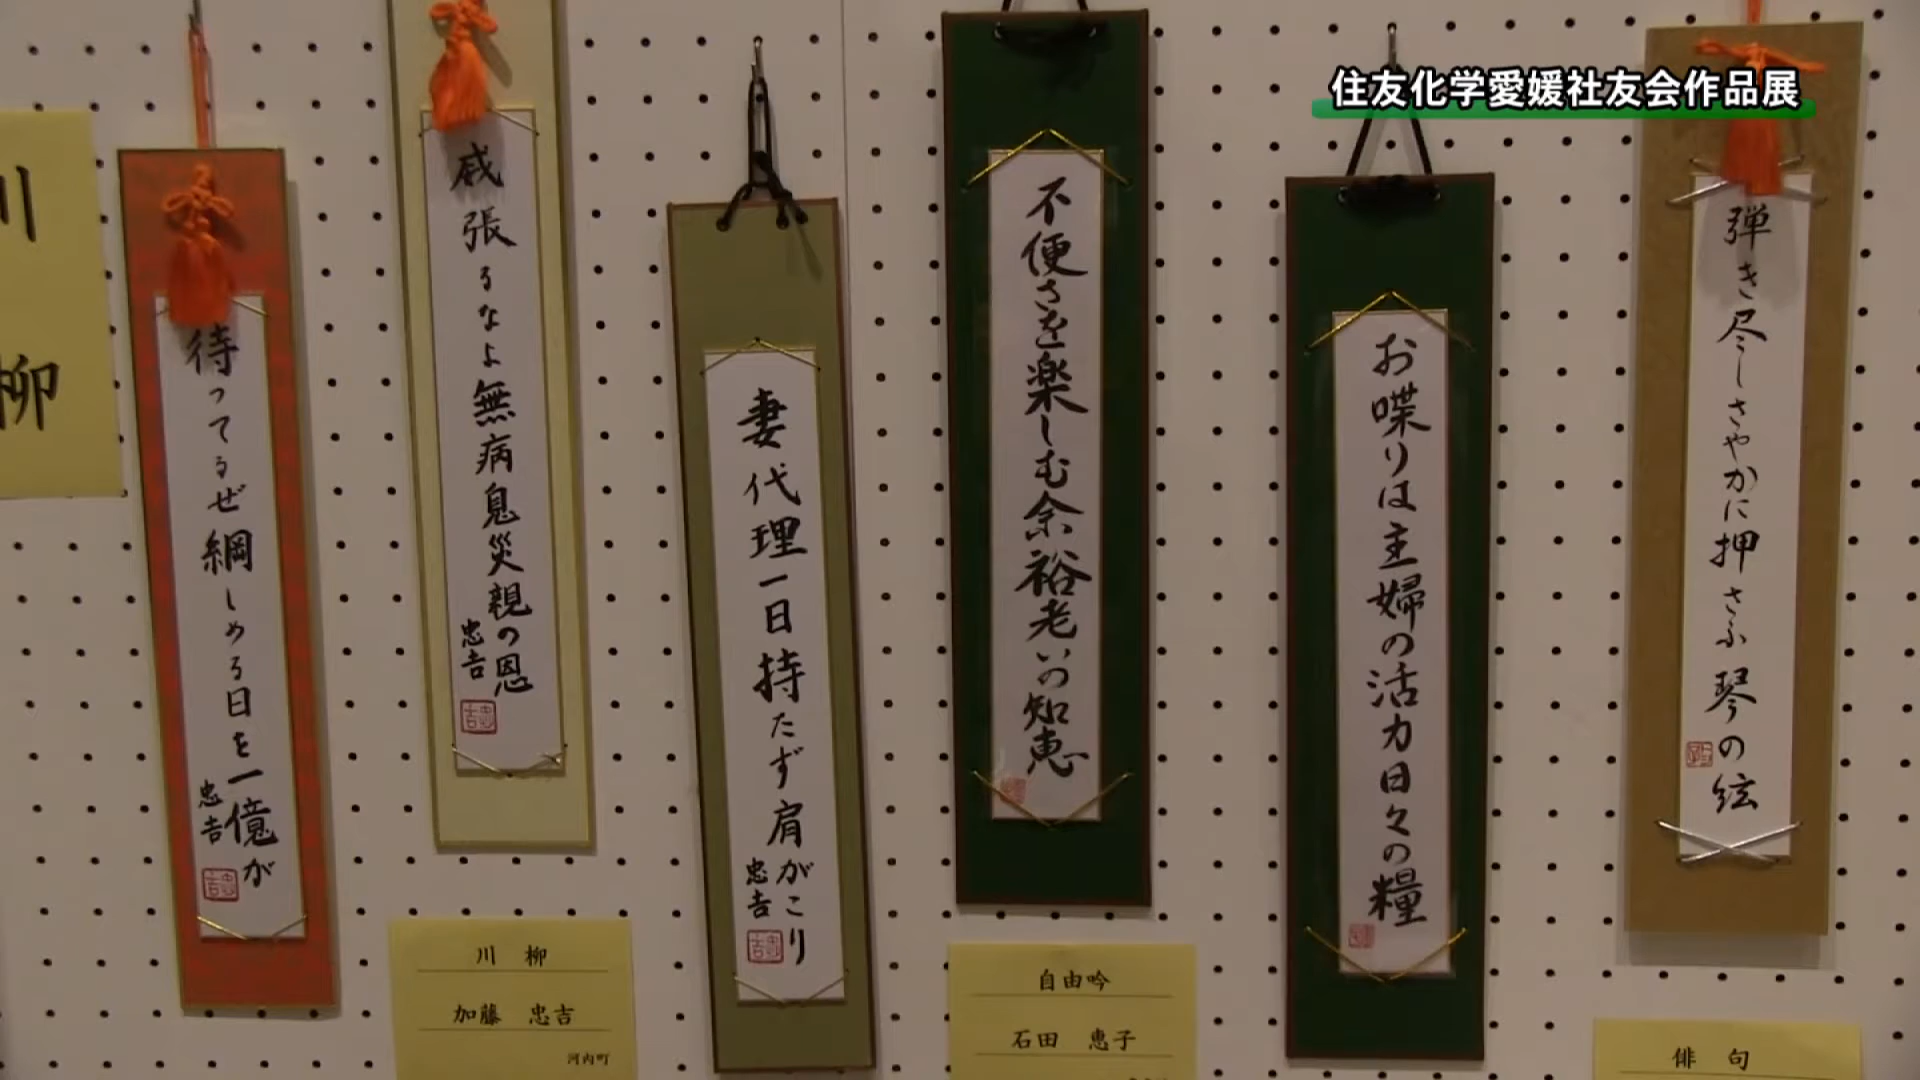 住友化学愛媛社友会作品展
川柳
待ってるぜ綱しめる日を一億が
忠吉
威張るなよ無病息災親の恩
忠吉
川柳
加藤 忠吉
河内町
妻代理一日持たず肩がこり
忠吉
不便さを楽しむ余裕老いの知恵
自由吟
石田 惠子
お喋りは主婦の活力日々の糧
弾き尽しさやかに押さふ琴の絃
俳句